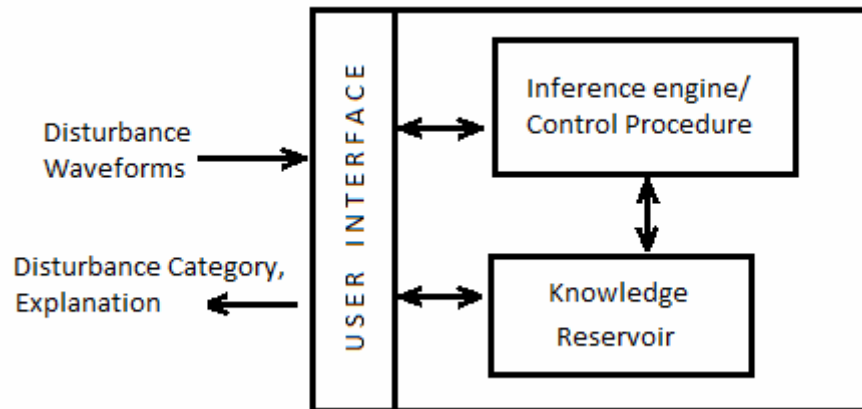 Disturbance
Waveforms
Disturbance Category,
Explanation
USER INTERFACE
Inference engine/
Control Procedure
Knowledge
Reservoir